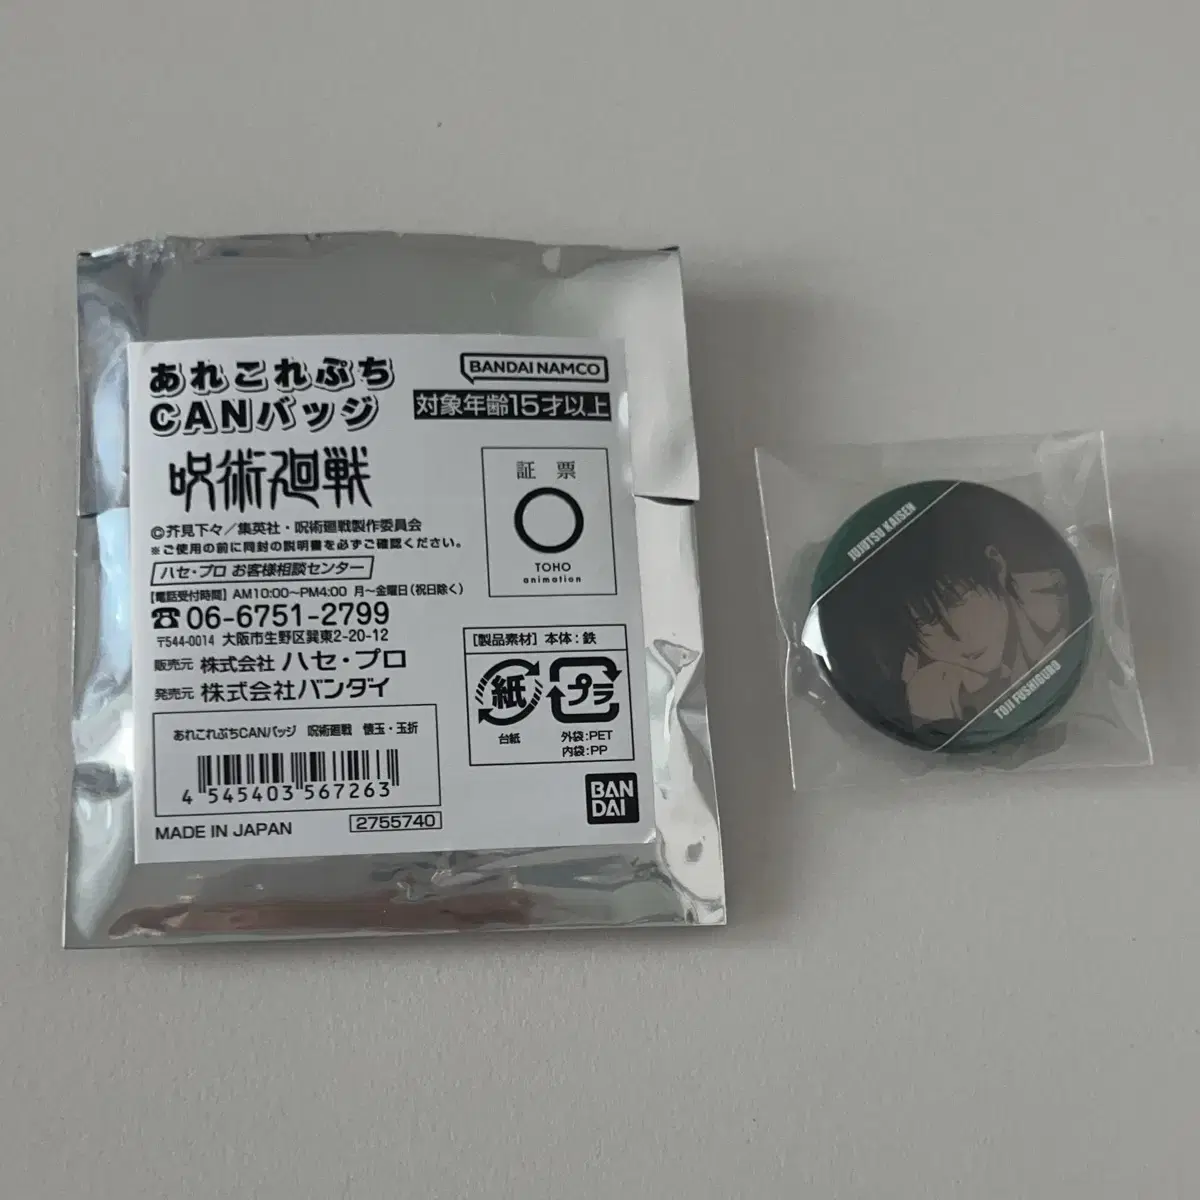 あれこれぷち
CANバッジ
BANDAI NAMCO
対象年齢15才以上
呪術廻戦
証 票
TOHO
animation
©芥見下々／集英社・呪術廻戦製作委員会
※ご使用の前に同封の説明書を必ずご確認ください。
ハセ・プロ お客様相談センター
【電話受付時間】AM10:00～PM4:00 月～金曜日(祝日除く)
☎06-6751-2799
〒544-0014 大阪市生野区巽東2-20-12
販売元 株式会社 ハセ・プロ
発売元 株式会社バンダイ
【製品素材】本体:鉄
紙
プラ
台紙
外袋:PET
内袋:PP
あれこれぷちCANバッジ 呪術廻戦 懐玉・玉折
4 545403 567263
MADE IN JAPAN
2755740
BAN
DAI
JUJUTSU KAISEN
TOJI FUSHIGURO